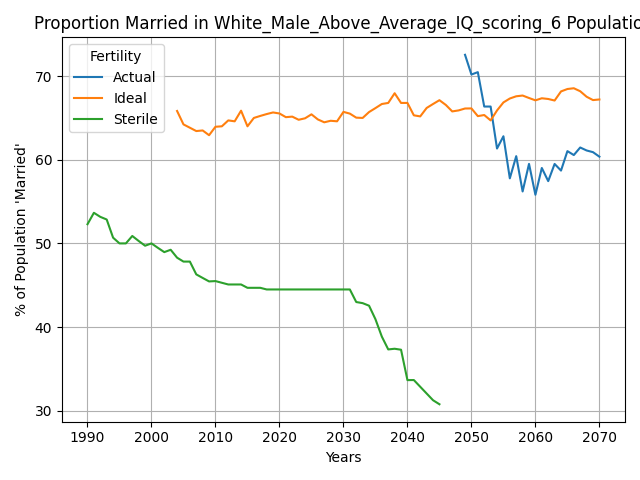 Proportion Married in White_Male_Above_Average_IQ_scoring_6 Populatio
Fertility
Actual
Ideal
Sterile
% of Population 'Married'
70
60
50
40
30
1990 2000 2010 2020 2030 2040 2050 2060 2070
Years